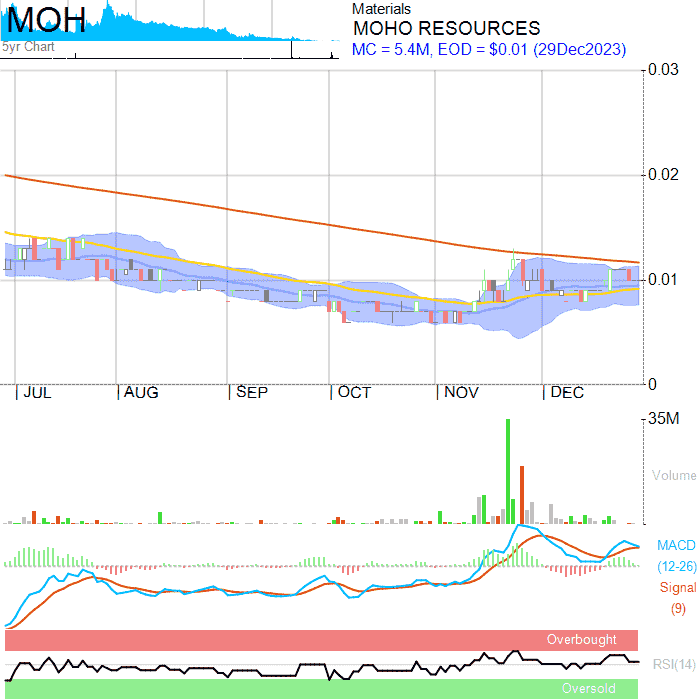 MOH
5yr Chart
Materials
MOHO RESOURCES
MC = 5.4M, EOD = $0.01 (29Dec2023)
0.03
0.02
0.01
0
JUL AUG SEP OCT NOV DEC
35M
Volume
MACD
(12-26)
Signal
(9)
Overbought
RSI(14)
Oversold